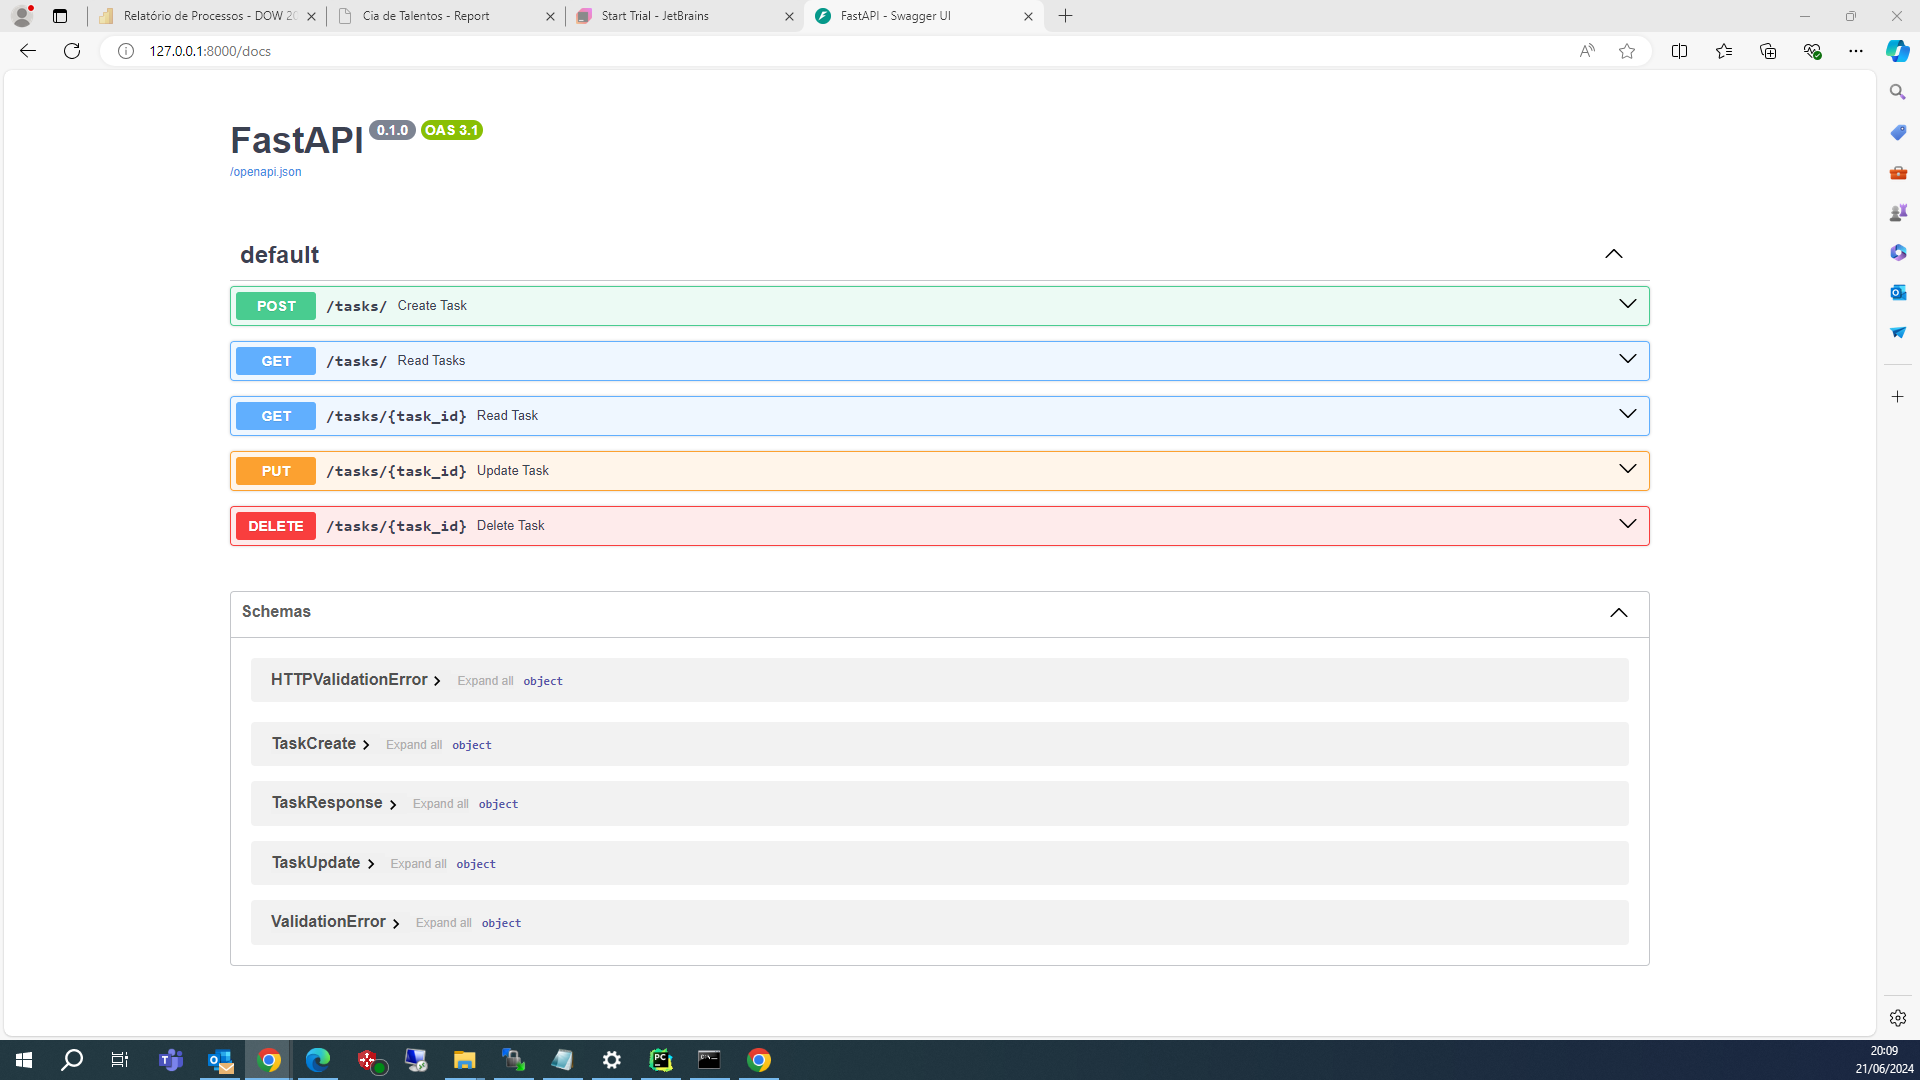 Relatório de Processos - DOW 20
Cia de Talentos - Report
Start Trial - JetBrains
FastAPI - Swagger UI
127.0.0.1:8000/docs
FastAPI 0.1.0 OAS 3.1
/openapi.json
default
POST /tasks/ Create Task
GET /tasks/ Read Tasks
GET /tasks/{task_id} Read Task
PUT /tasks/{task_id} Update Task
DELETE /tasks/{task_id} Delete Task
Schemas
HTTPValidationError Expand all object
TaskCreate Expand all object
TaskResponse Expand all object
TaskUpdate Expand all object
ValidationError Expand all object
20:09
21/06/2024